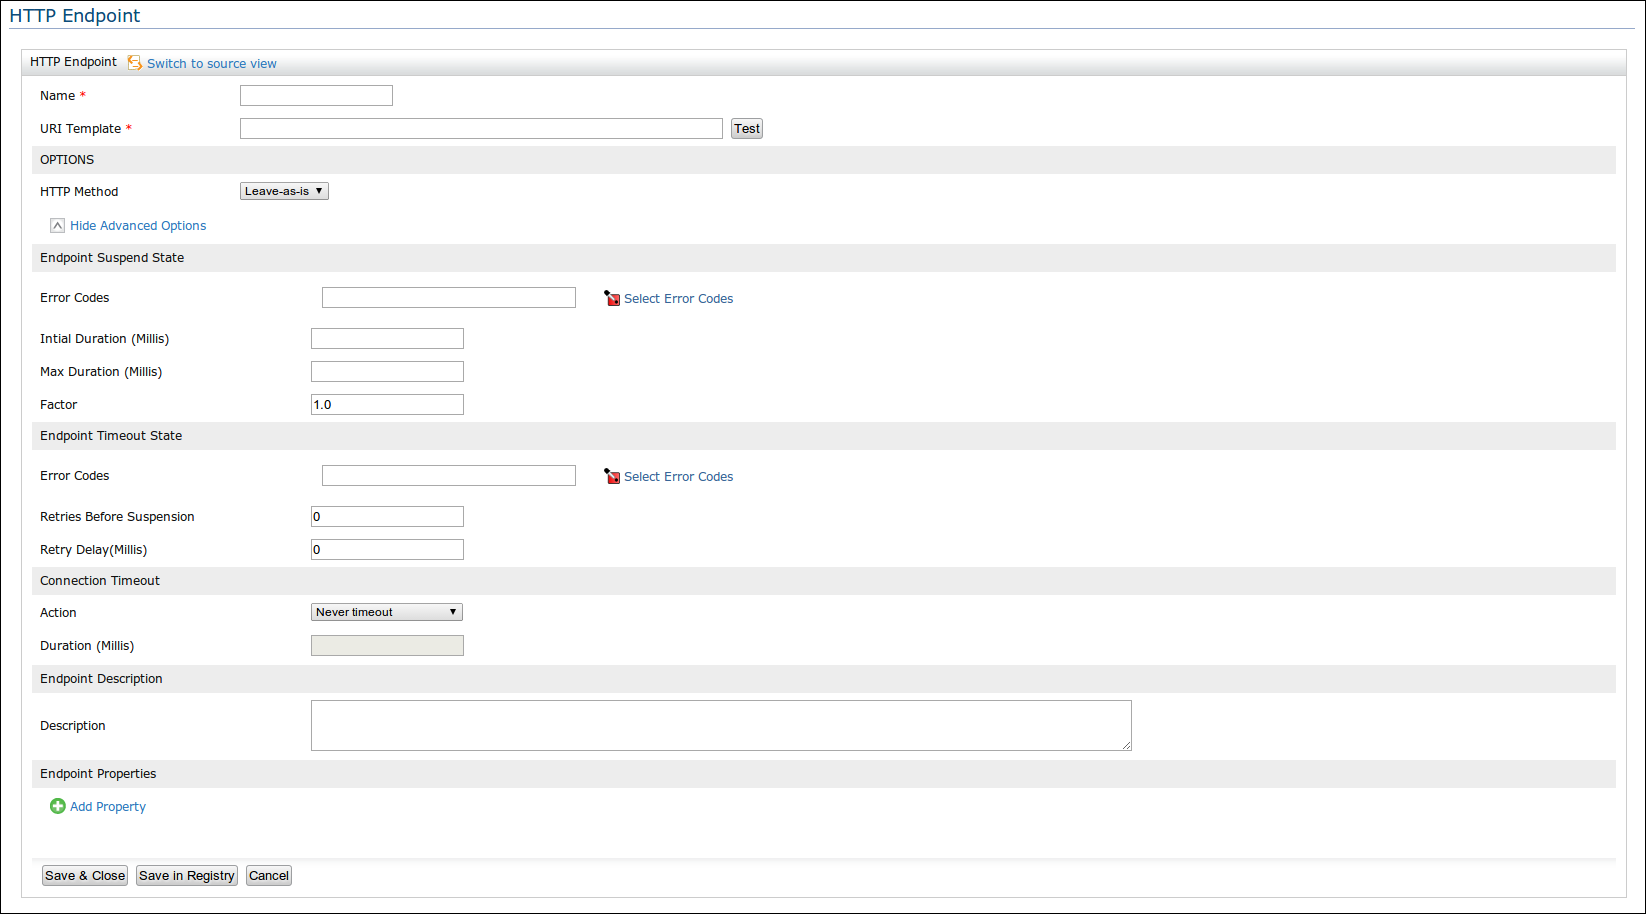 HTTP Endpoint
HTTP Endpoint Switch to source view
Name *
URI Template * Test
OPTIONS
HTTP Method Leave-as-is
Hide Advanced Options
Endpoint Suspend State
Error Codes Select Error Codes
Intial Duration (Millis)
Max Duration (Millis)
Factor 1.0
Endpoint Timeout State
Error Codes Select Error Codes
Retries Before Suspension 0
Retry Delay(Millis) 0
Connection Timeout
Action Never timeout
Duration (Millis)
Endpoint Description
Description
Endpoint Properties
Add Property
Save & Close Save in Registry Cancel